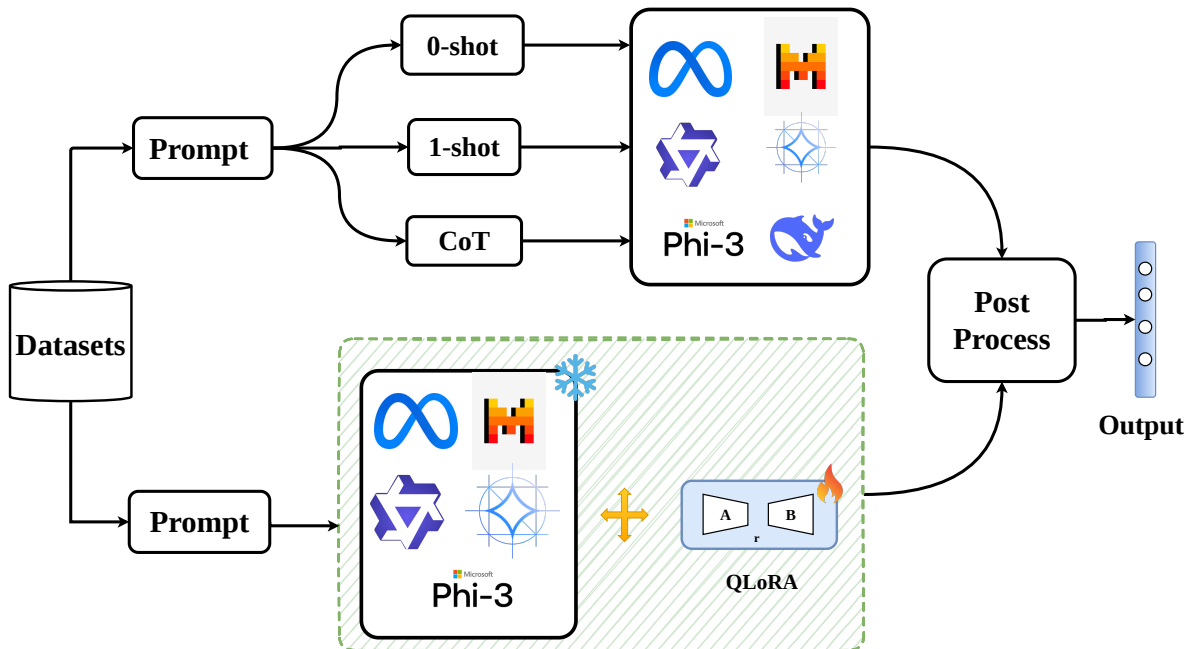 0-shot
Prompt
1-shot
CoT
Microsoft
Phi-3
Datasets
Post
Process
Output
Prompt
A
B
r
QLoRA
Microsoft
Phi-3